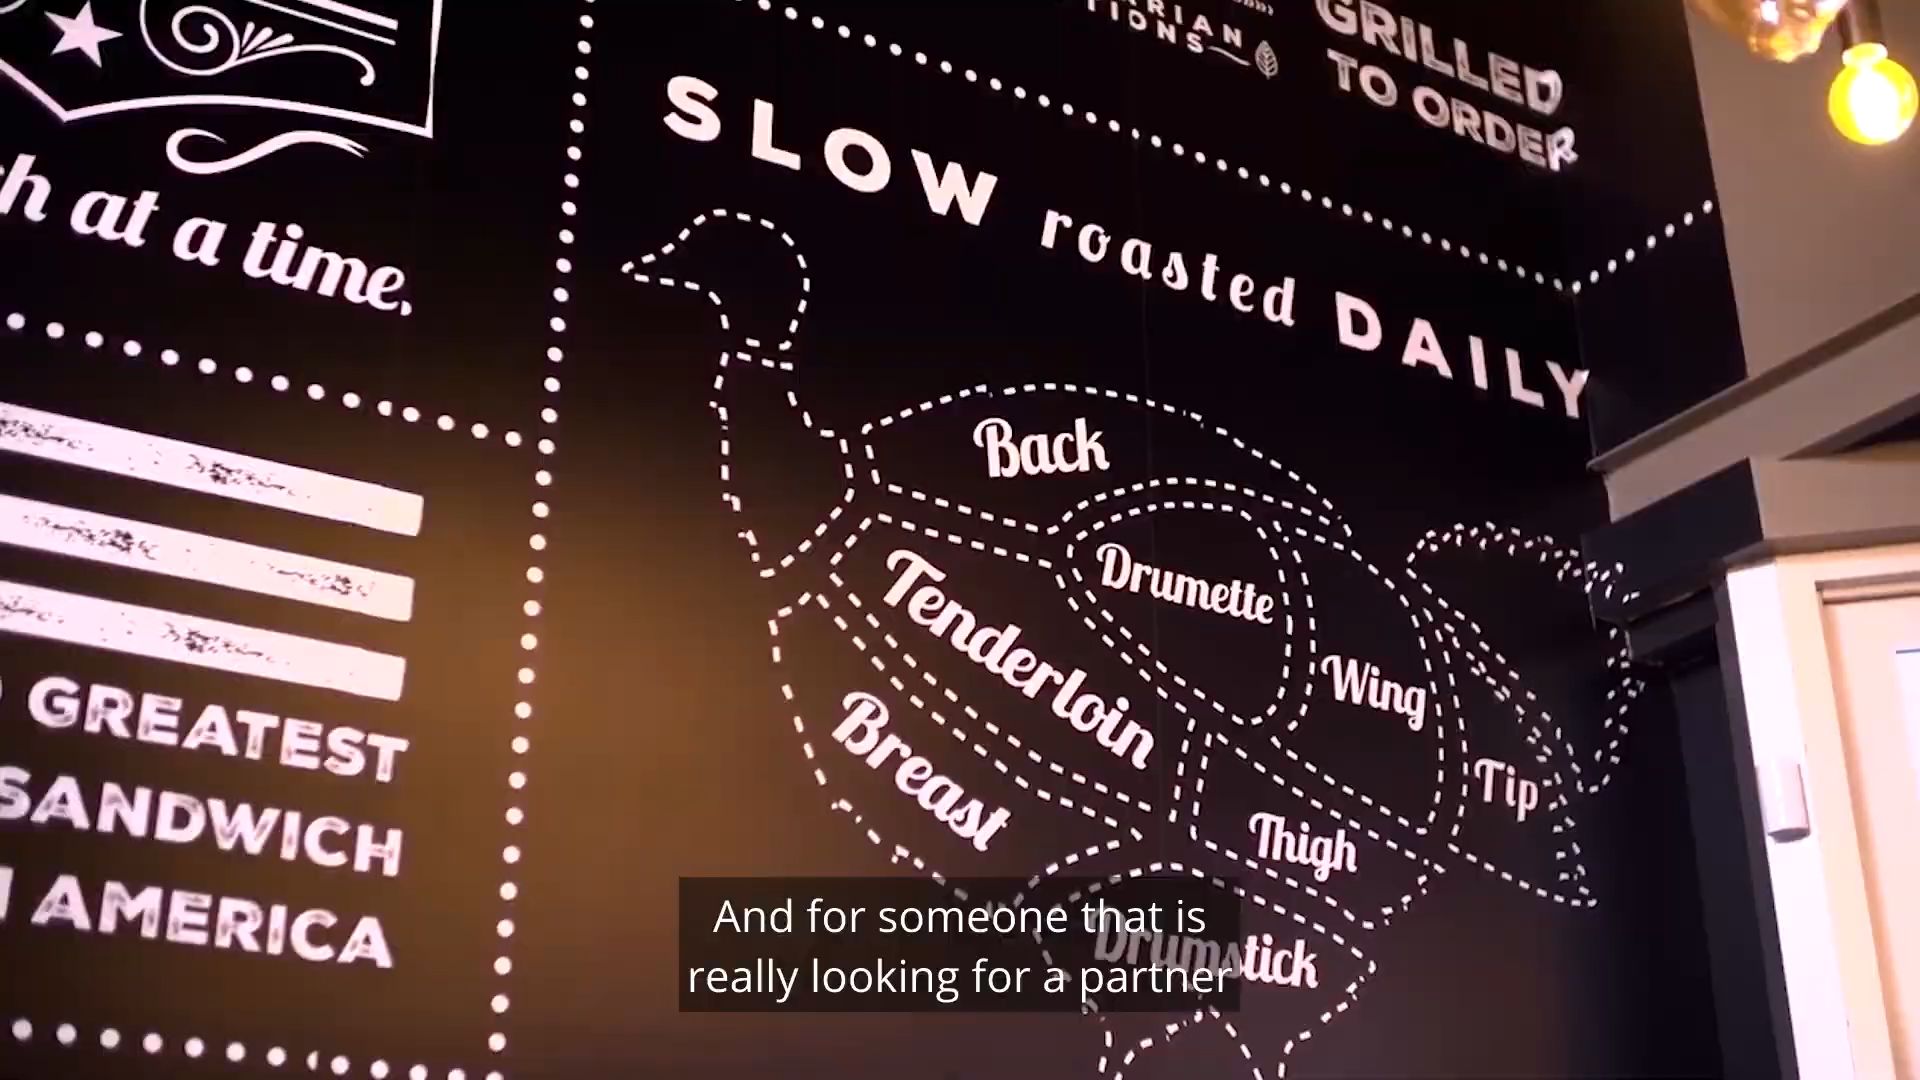 GRILLED
TO ORDER
SLOW roasted DAILY
at a time.
Back
Drumette
Tenderloin
Wing
Breast
Tip
Thigh
Drumstick
GREATEST
SANDWICH
AMERICA
And for someone that is
really looking for a partner